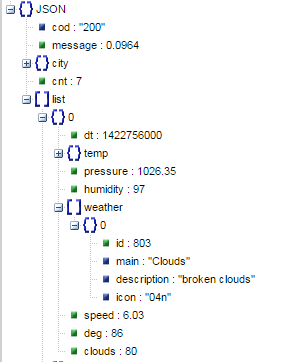 JSON
cod : "200"
message : 0.0964
city
cnt : 7
list
0
dt : 1422756000
temp
pressure : 1026.35
humidity : 97
weather
0
id : 803
main : "Clouds"
description : "broken clouds"
icon : "04n"
speed : 6.03
deg : 86
clouds : 80